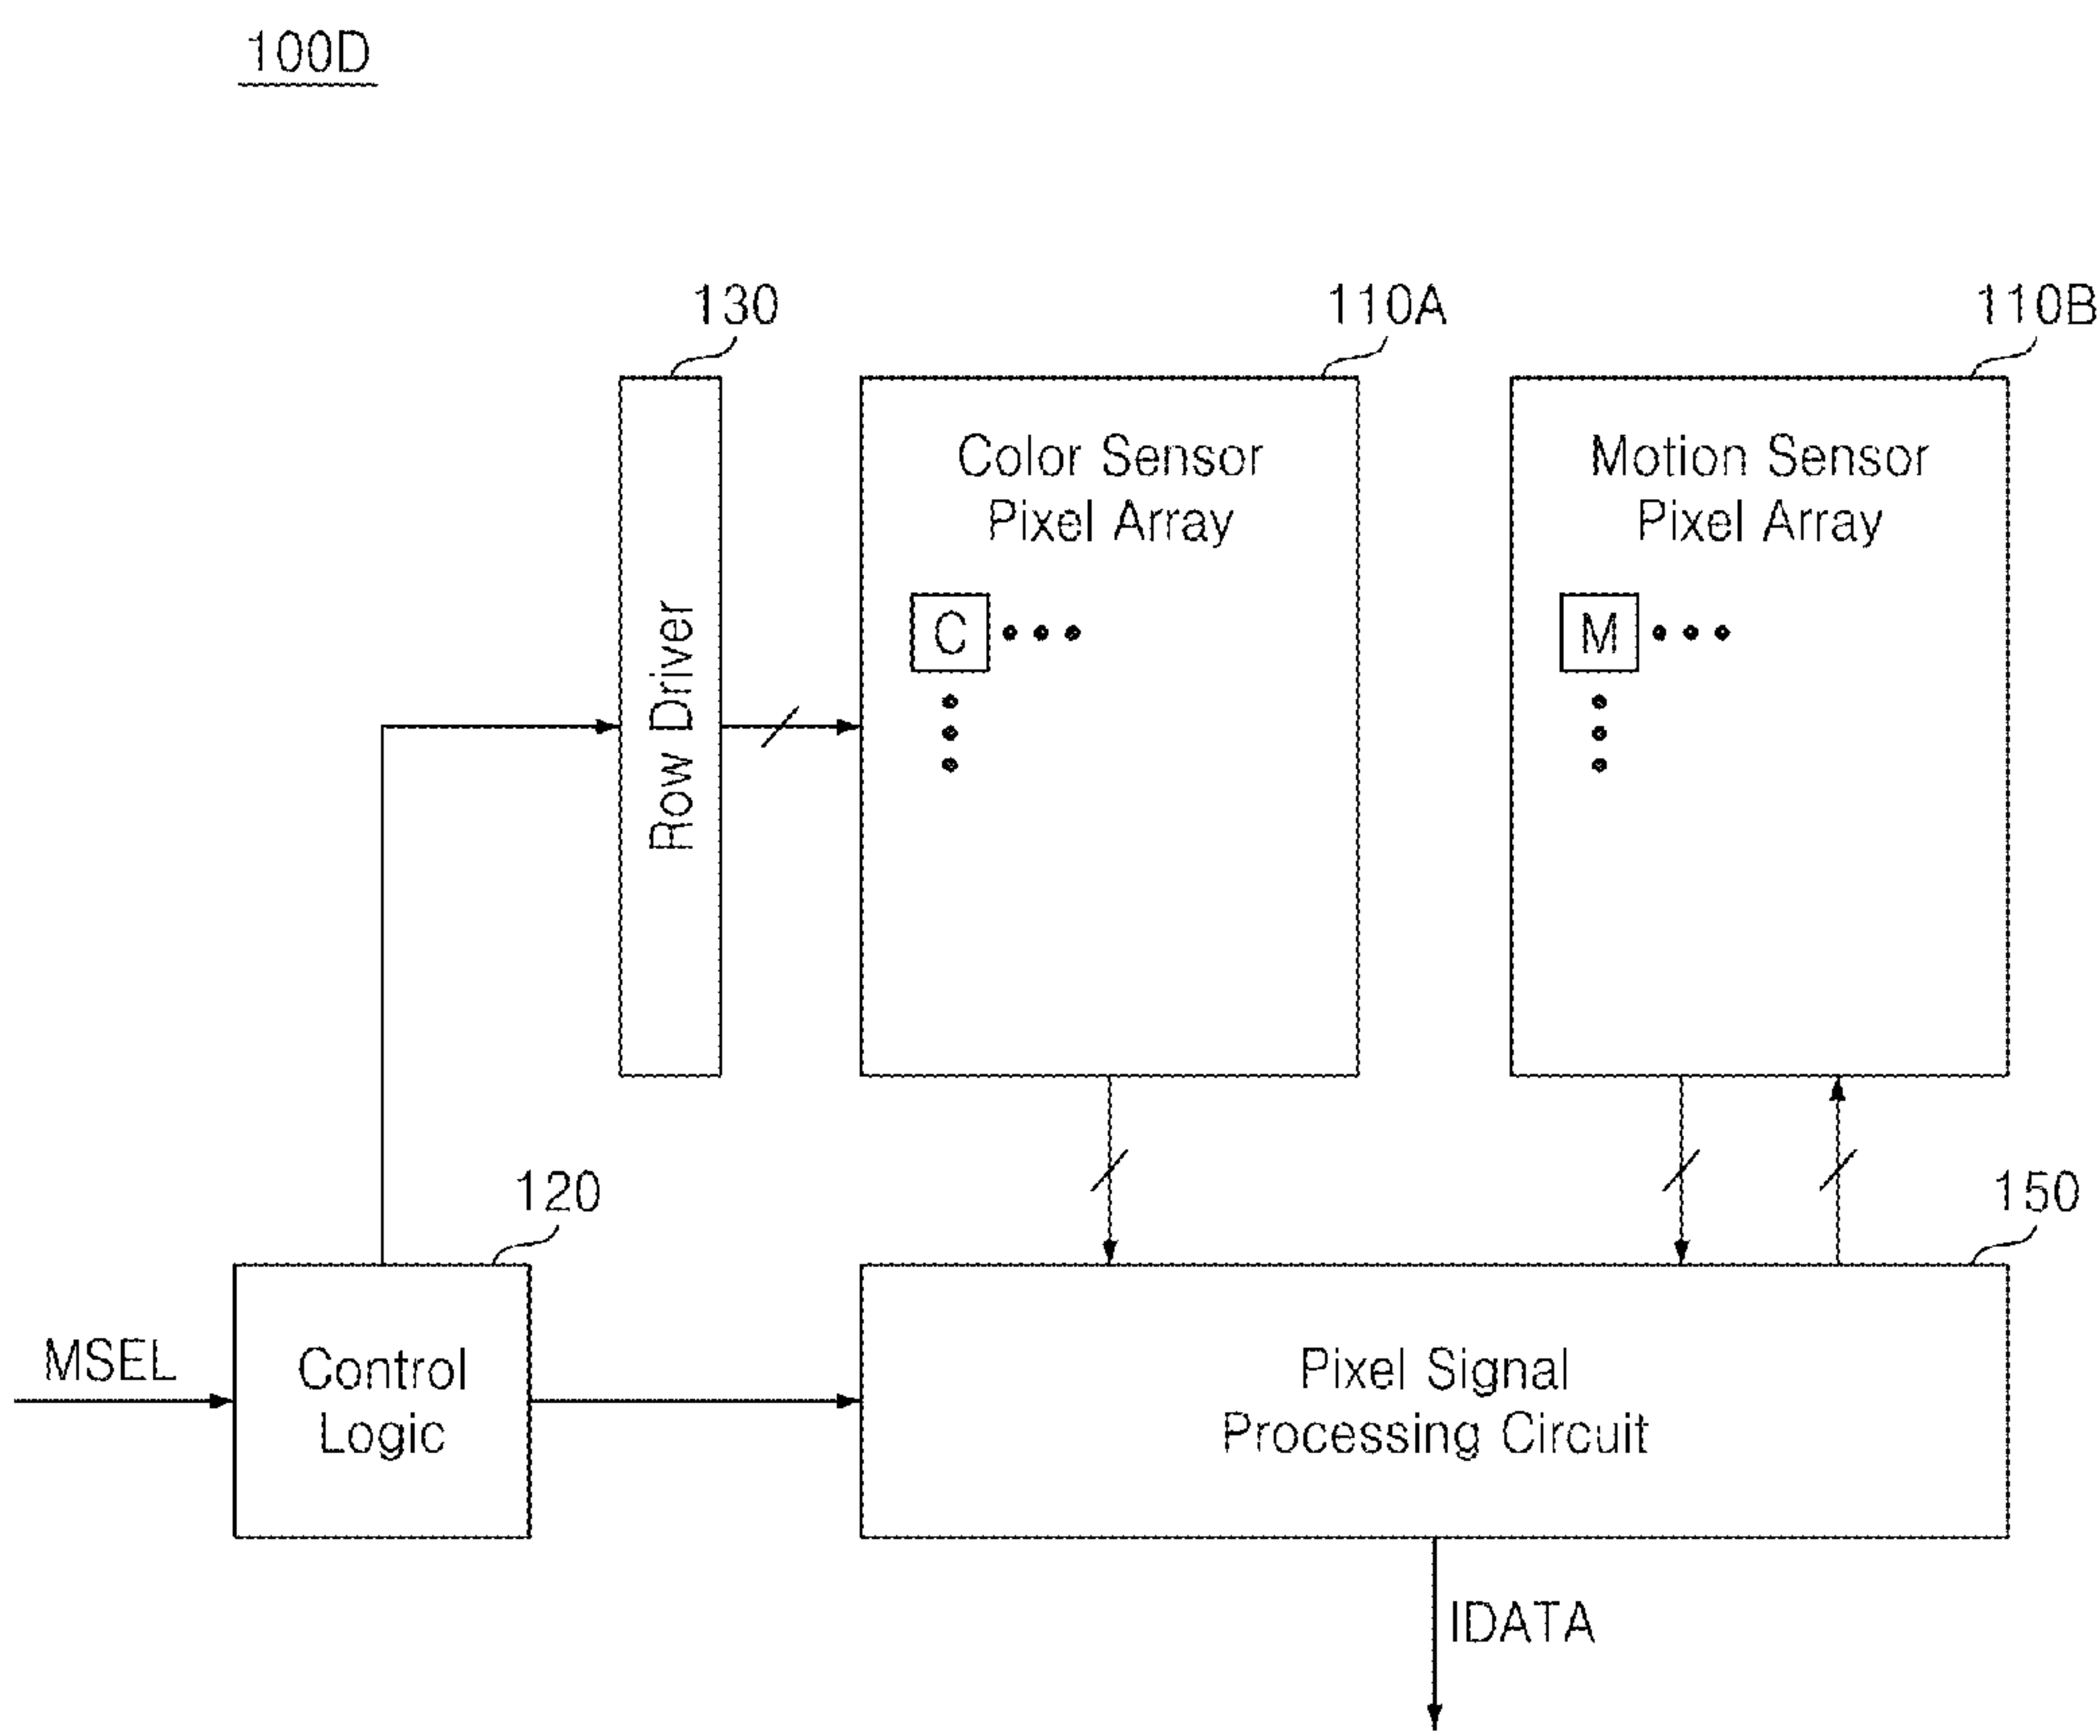 100D
130
110A
110B
Color Sensor
Pixel Array
Motion Sensor
Pixel Array
C
M
Row Driver
120
150
MSEL
Control
Logic
Pixel Signal
Processing Circuit
IDATA